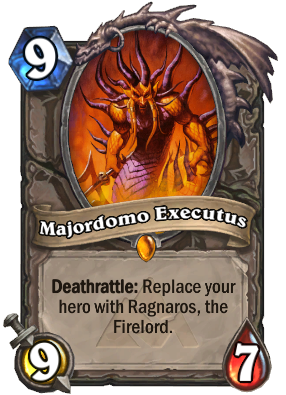 9
Majordomo Executus
Deathrattle: Replace your
hero with Ragnaros, the
Firelord.
9
7